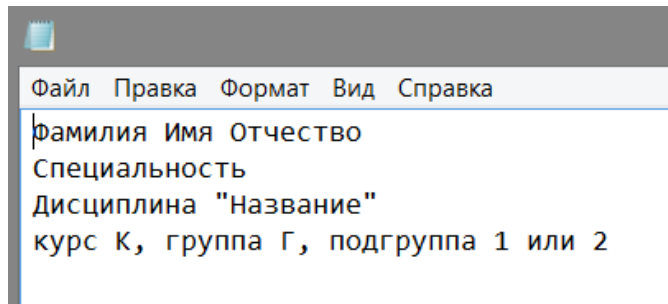 Файл Правка Формат Вид Справка
Фамилия Имя Отчество
Специальность
Дисциплина "Название"
курс К, группа Г, подгруппа 1 или 2